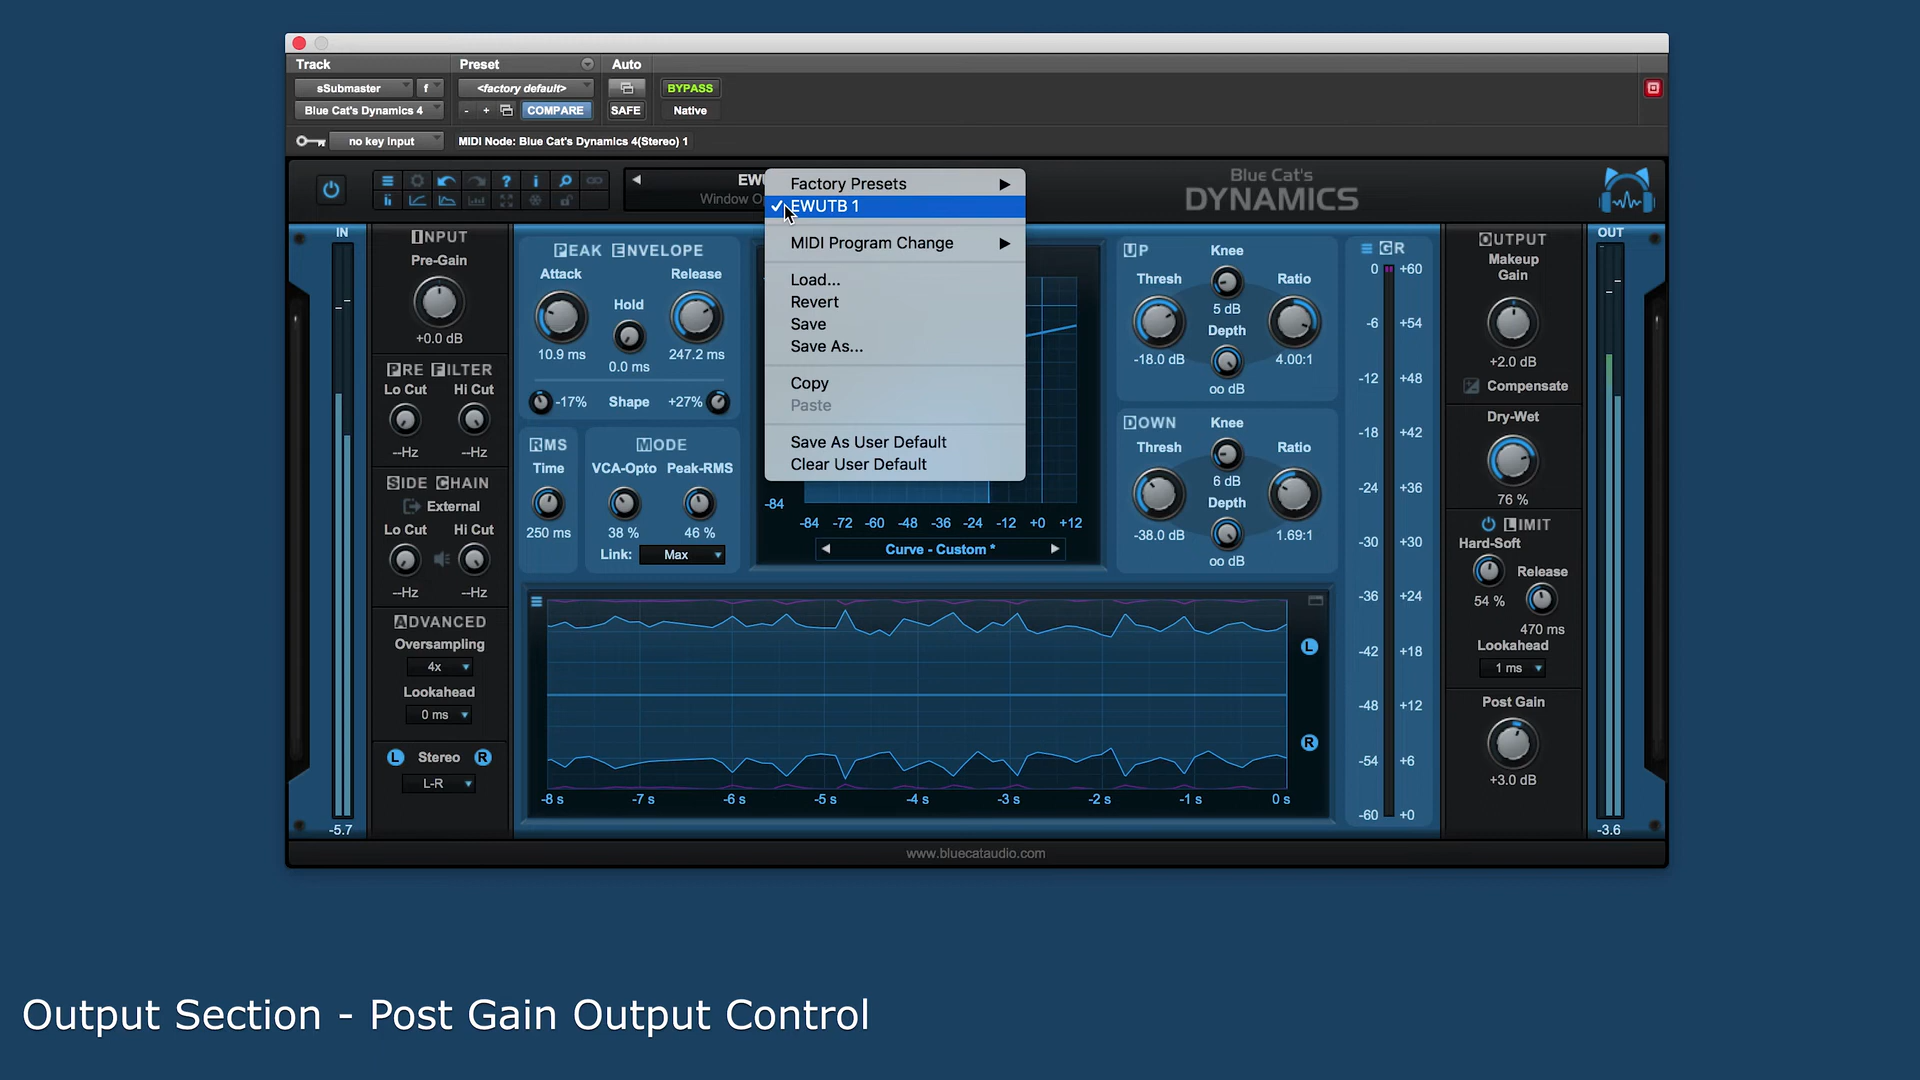 Track
Preset
Auto
sSubmaster
f
<factory default>
BYPASS
Blue Cat's Dynamics 4
- +
COMPARE
SAFE
Native
no key input
MIDI Node: Blue Cat's Dynamics 4(Stereo) 1
Blue Cat's
DYNAMICS
Factory Presets
EWUTB 1
MIDI Program Change
Load...
Revert
Save
Save As...
Copy
Paste
Save As User Default
Clear User Default
IN
-5.7
INPUT
Pre-Gain
+0.0 dB
PRE FILTER
Lo Cut Hi Cut
--Hz --Hz
SIDE CHAIN
External
Lo Cut Hi Cut
--Hz --Hz
ADVANCED
Oversampling
4x
Lookahead
0 ms
L Stereo R
L-R
PEAK ENVELOPE
Attack Release
Hold
10.9 ms 247.2 ms
0.0 ms
-17% Shape +27%
RMS
Time
250 ms
MODE
VCA-Opto Peak-RMS
38 % 46 %
Link: Max
-84
-84 -72 -60 -48 -36 -24 -12 +0 +12
Curve - Custom *
UP
Knee
Thresh Ratio
5 dB
Depth
-18.0 dB 4.00:1
oo dB
DOWN
Knee
Thresh Ratio
6 dB
Depth
-38.0 dB 1.69:1
oo dB
L
R
-8 s -7 s -6 s -5 s -4 s -3 s -2 s -1 s 0 s
GR
0 +60
-6 +54
-12 +48
-18 +42
-24 +36
-30 +30
-36 +24
-42 +18
-48 +12
-54 +6
-60 +0
OUTPUT
Makeup
Gain
+2.0 dB
Compensate
Dry-Wet
76 %
LIMIT
Hard-Soft
Release
54 %
470 ms
Lookahead
1 ms
Post Gain
+3.0 dB
OUT
-3.6
www.bluecataudio.com
Output Section - Post Gain Output Control